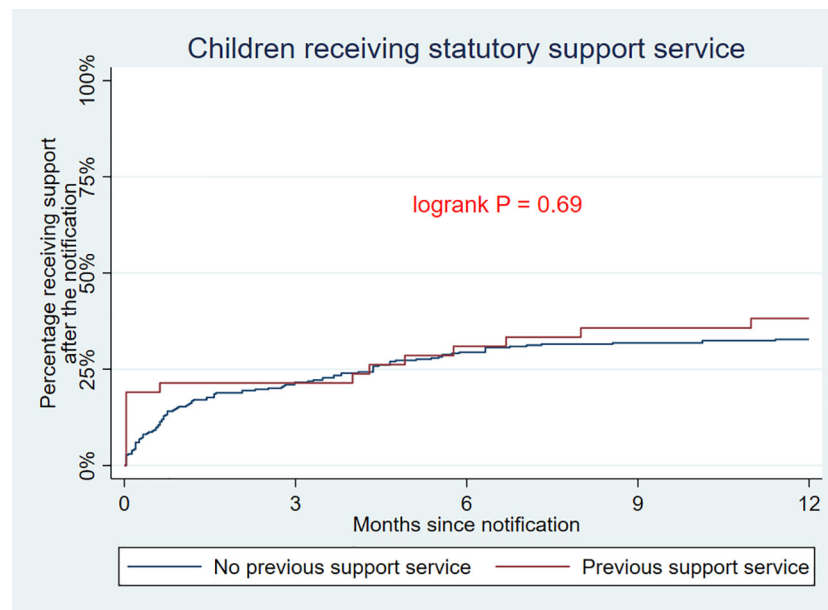 Children receiving statutory support service
Percentage receiving support
after the notification
100%
75%
50%
25%
0%
logrank P = 0.69
0 3 6 9 12
Months since notification
No previous support service Previous support service